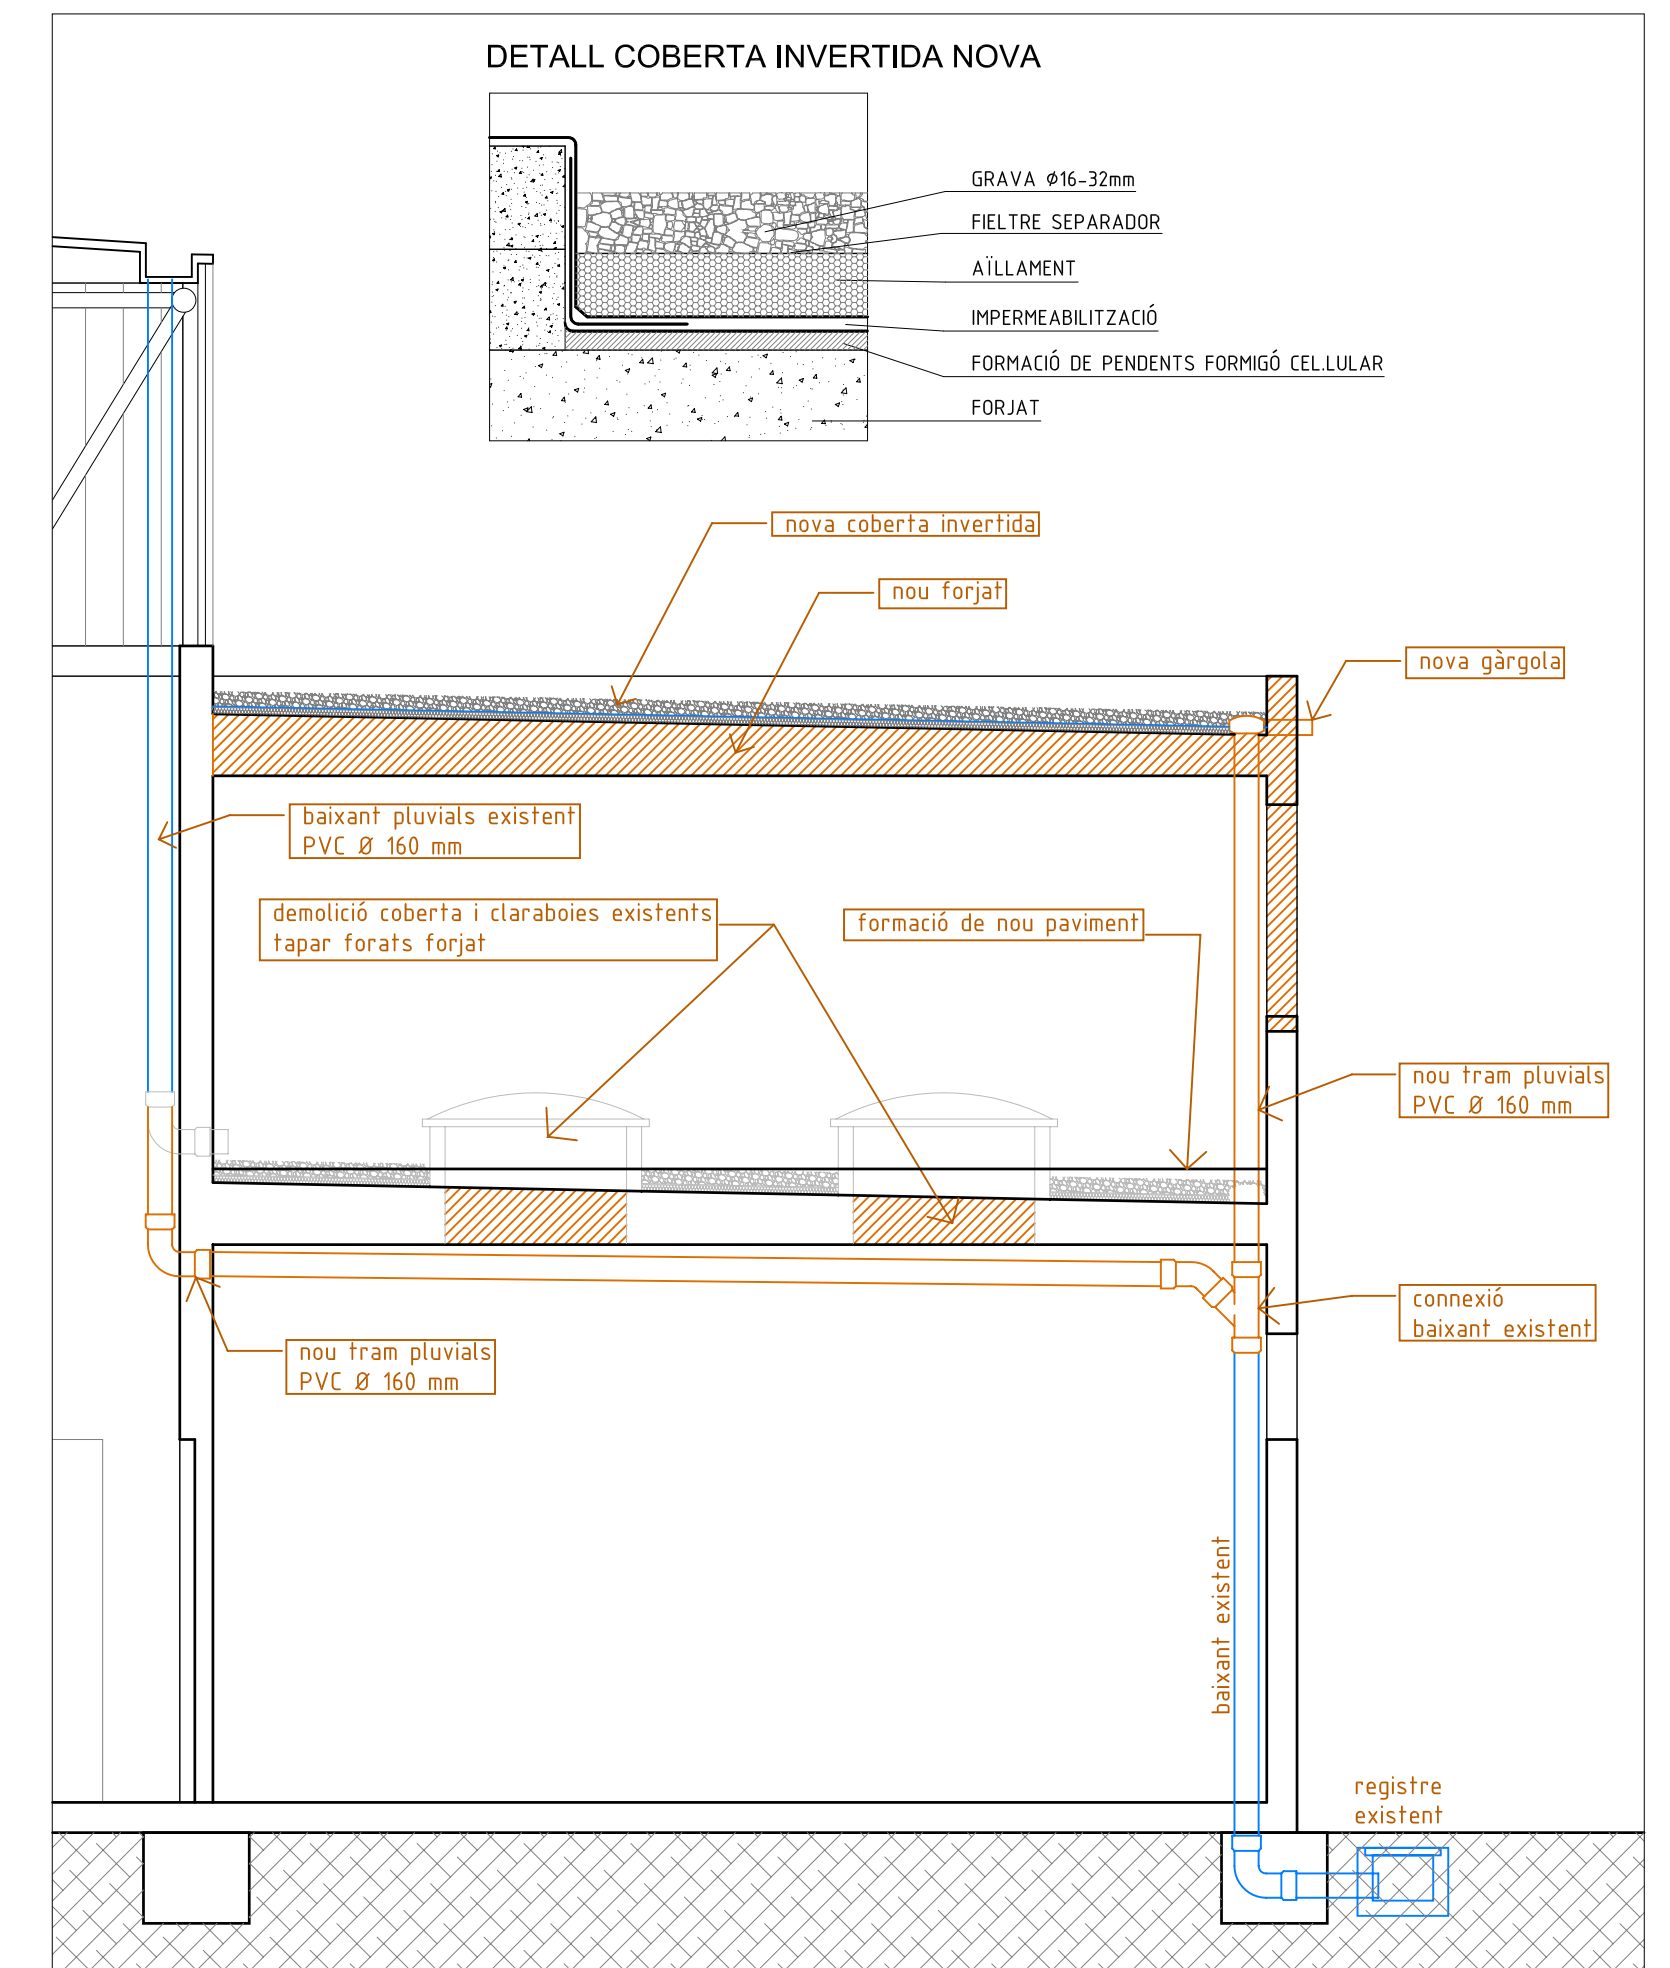 DETALL COBERTA INVERTIDA NOVA
GRAVA Ø16-32mm
FIELTRE SEPARADOR
AÏLLAMENT
IMPERMEABILITZACIÓ
FORMACIÓ DE PENDENTS FORMIGÓ CEL.LULAR
FORJAT
nova coberta invertida
nou forjat
nova gàrgola
baixant pluvials existent
PVC Ø 160 mm
demolició coberta i claraboies existents
tapar forats forjat
formació de nou paviment
nou tram pluvials
PVC Ø 160 mm
connexió
baixant existent
nou tram pluvials
PVC Ø 160 mm
baixant existent
registre
existent